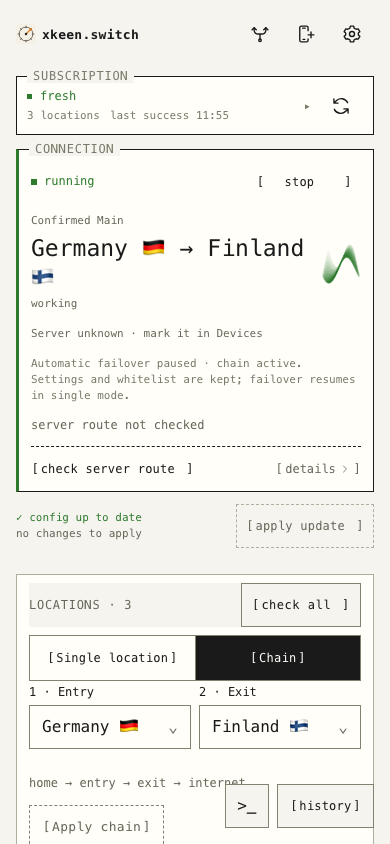 xkeen.switch
SUBSCRIPTION
fresh
3 locations last success 11:55
CONNECTION
running
[ stop ]
Confirmed Main
Germany 🇩🇪 → Finland
🇫🇮
working
Server unknown · mark it in Devices
Automatic failover paused · chain active.
Settings and whitelist are kept; failover resumes
in single mode.
server route not checked
[check server route ] [details > ]
✓ config up to date
no changes to apply
[apply update ]
LOCATIONS · 3
[check all ]
[Single location] [Chain]
1 · Entry 2 · Exit
Germany 🇩🇪 Finland 🇫🇮
home → entry → exit → internet
>_ [history]
[Apply chain]